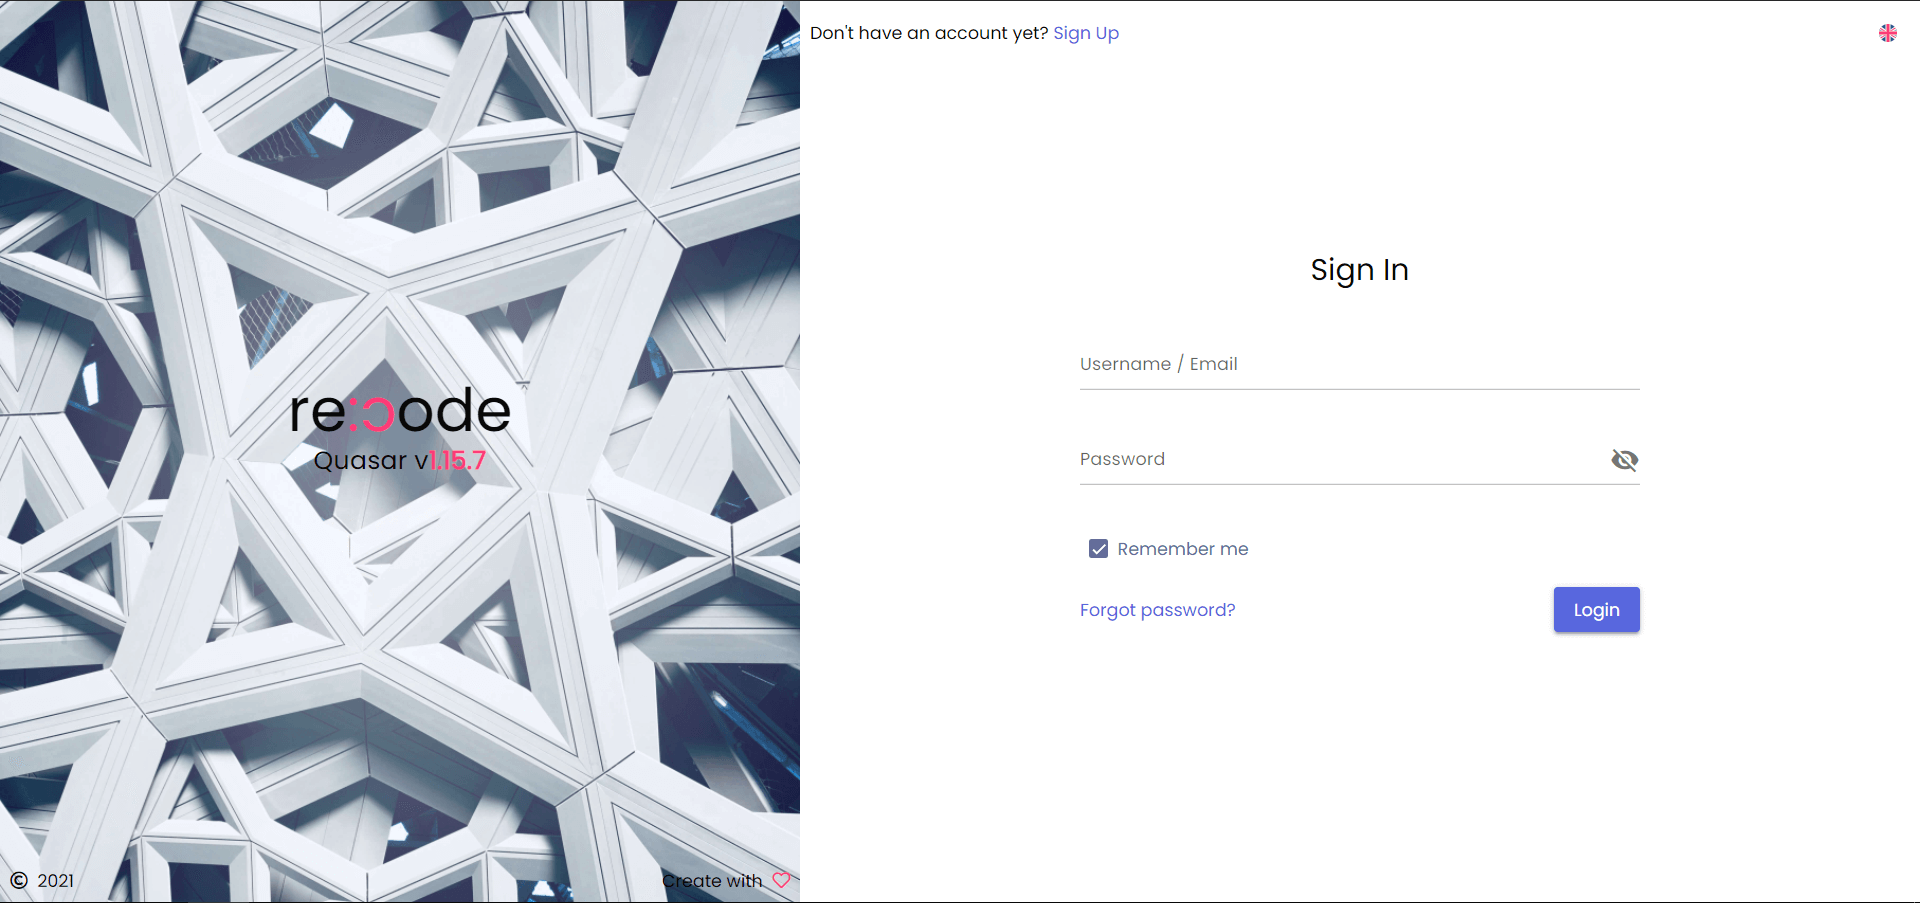 re:ɔode
Quasar v1.15.7
© 2021
Create with
Don't have an account yet? Sign Up
Sign In
Username / Email
Password
Remember me
Forgot password?
Login